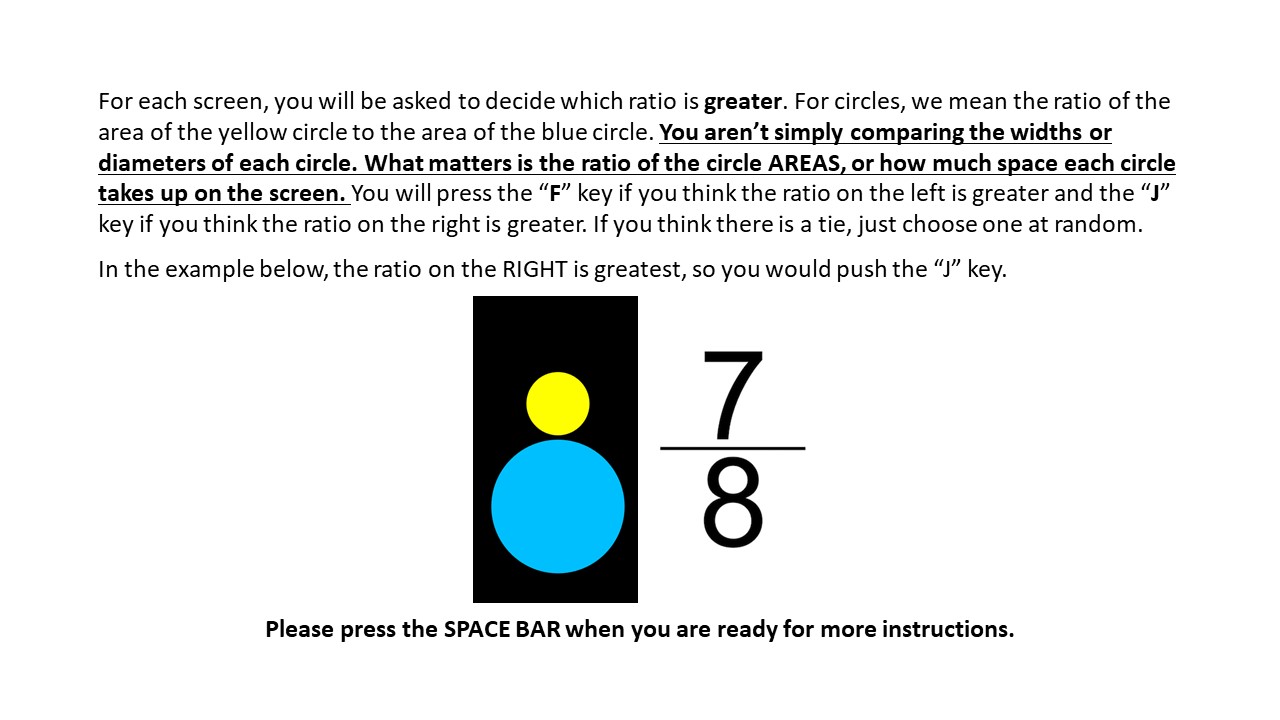 For each screen, you will be asked to decide which ratio is greater. For circles, we mean the ratio of the
area of the yellow circle to the area of the blue circle. You aren’t simply comparing the widths or
diameters of each circle. What matters is the ratio of the circle AREAS, or how much space each circle
takes up on the screen. You will press the “F” key if you think the ratio on the left is greater and the “J”
key if you think the ratio on the right is greater. If you think there is a tie, just choose one at random.
In the example below, the ratio on the RIGHT is greatest, so you would push the “J” key.
7
8
Please press the SPACE BAR when you are ready for more instructions.